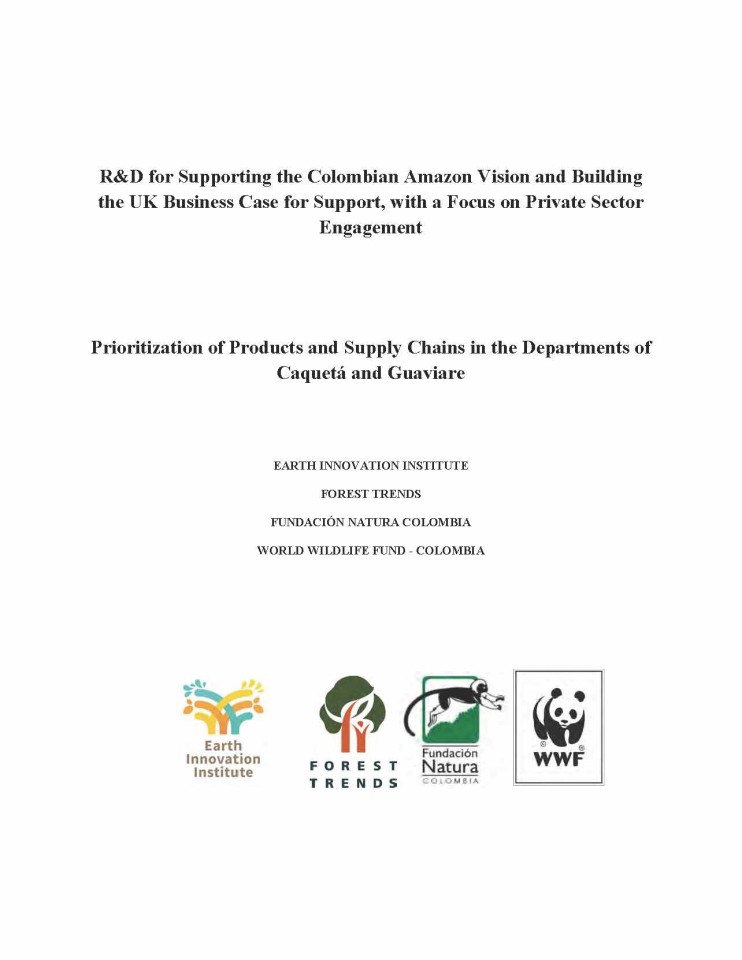 R&D for Supporting the Colombian Amazon Vision and Building
the UK Business Case for Support, with a Focus on Private Sector
Engagement
Prioritization of Products and Supply Chains in the Departments of
Caquetá and Guaviare
EARTH INNOVATION INSTITUTE
FOREST TRENDS
FUNDACIÓN NATURA COLOMBIA
WORLD WILDLIFE FUND - COLOMBIA
Earth
Innovation
Institute
FOREST
TRENDS
Fundación
Natura
COLOMBIA
© ®
WWF